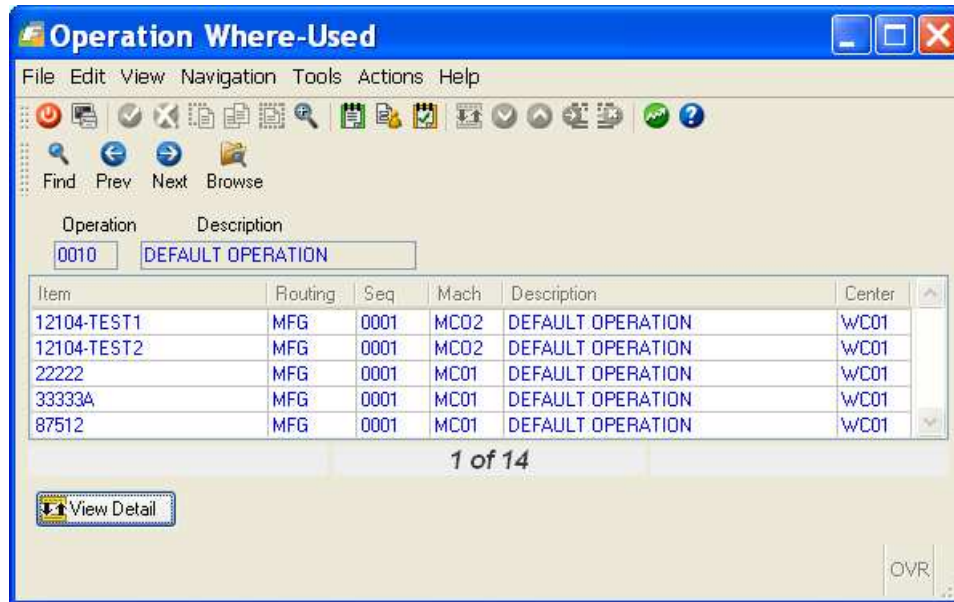 Operation Where-Used
File Edit View Navigation Tools Actions Help
Find Prev Next Browse
Operation Description
0010 DEFAULT OPERATION
Item Routing Seq Mach Description Center
12104-TEST1 MFG 0001 MC02 DEFAULT OPERATION WC01
12104-TEST2 MFG 0001 MC02 DEFAULT OPERATION WC01
22222 MFG 0001 MC01 DEFAULT OPERATION WC01
33333A MFG 0001 MC01 DEFAULT OPERATION WC01
87512 MFG 0001 MC01 DEFAULT OPERATION WC01
1 of 14
View Detail
OVR